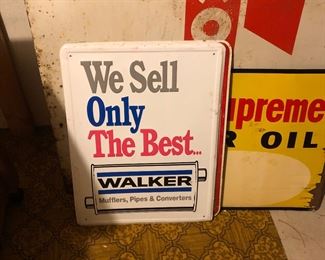 We Sell
Only
The Best...
WALKER
Mufflers, Pipes & Converters
upreme
R OIL